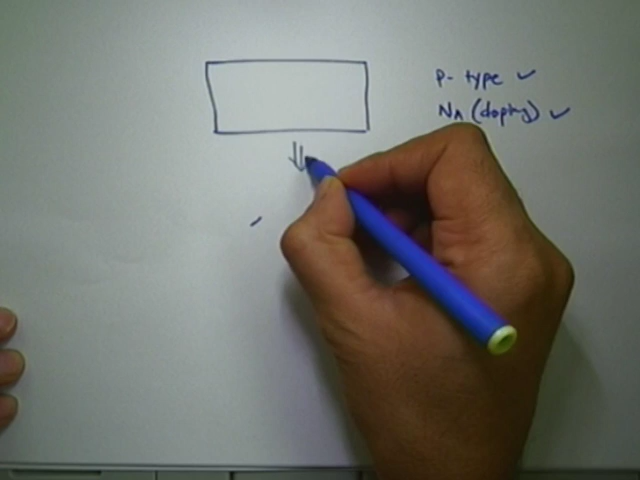 P- type ✓
NA (doping) ✓